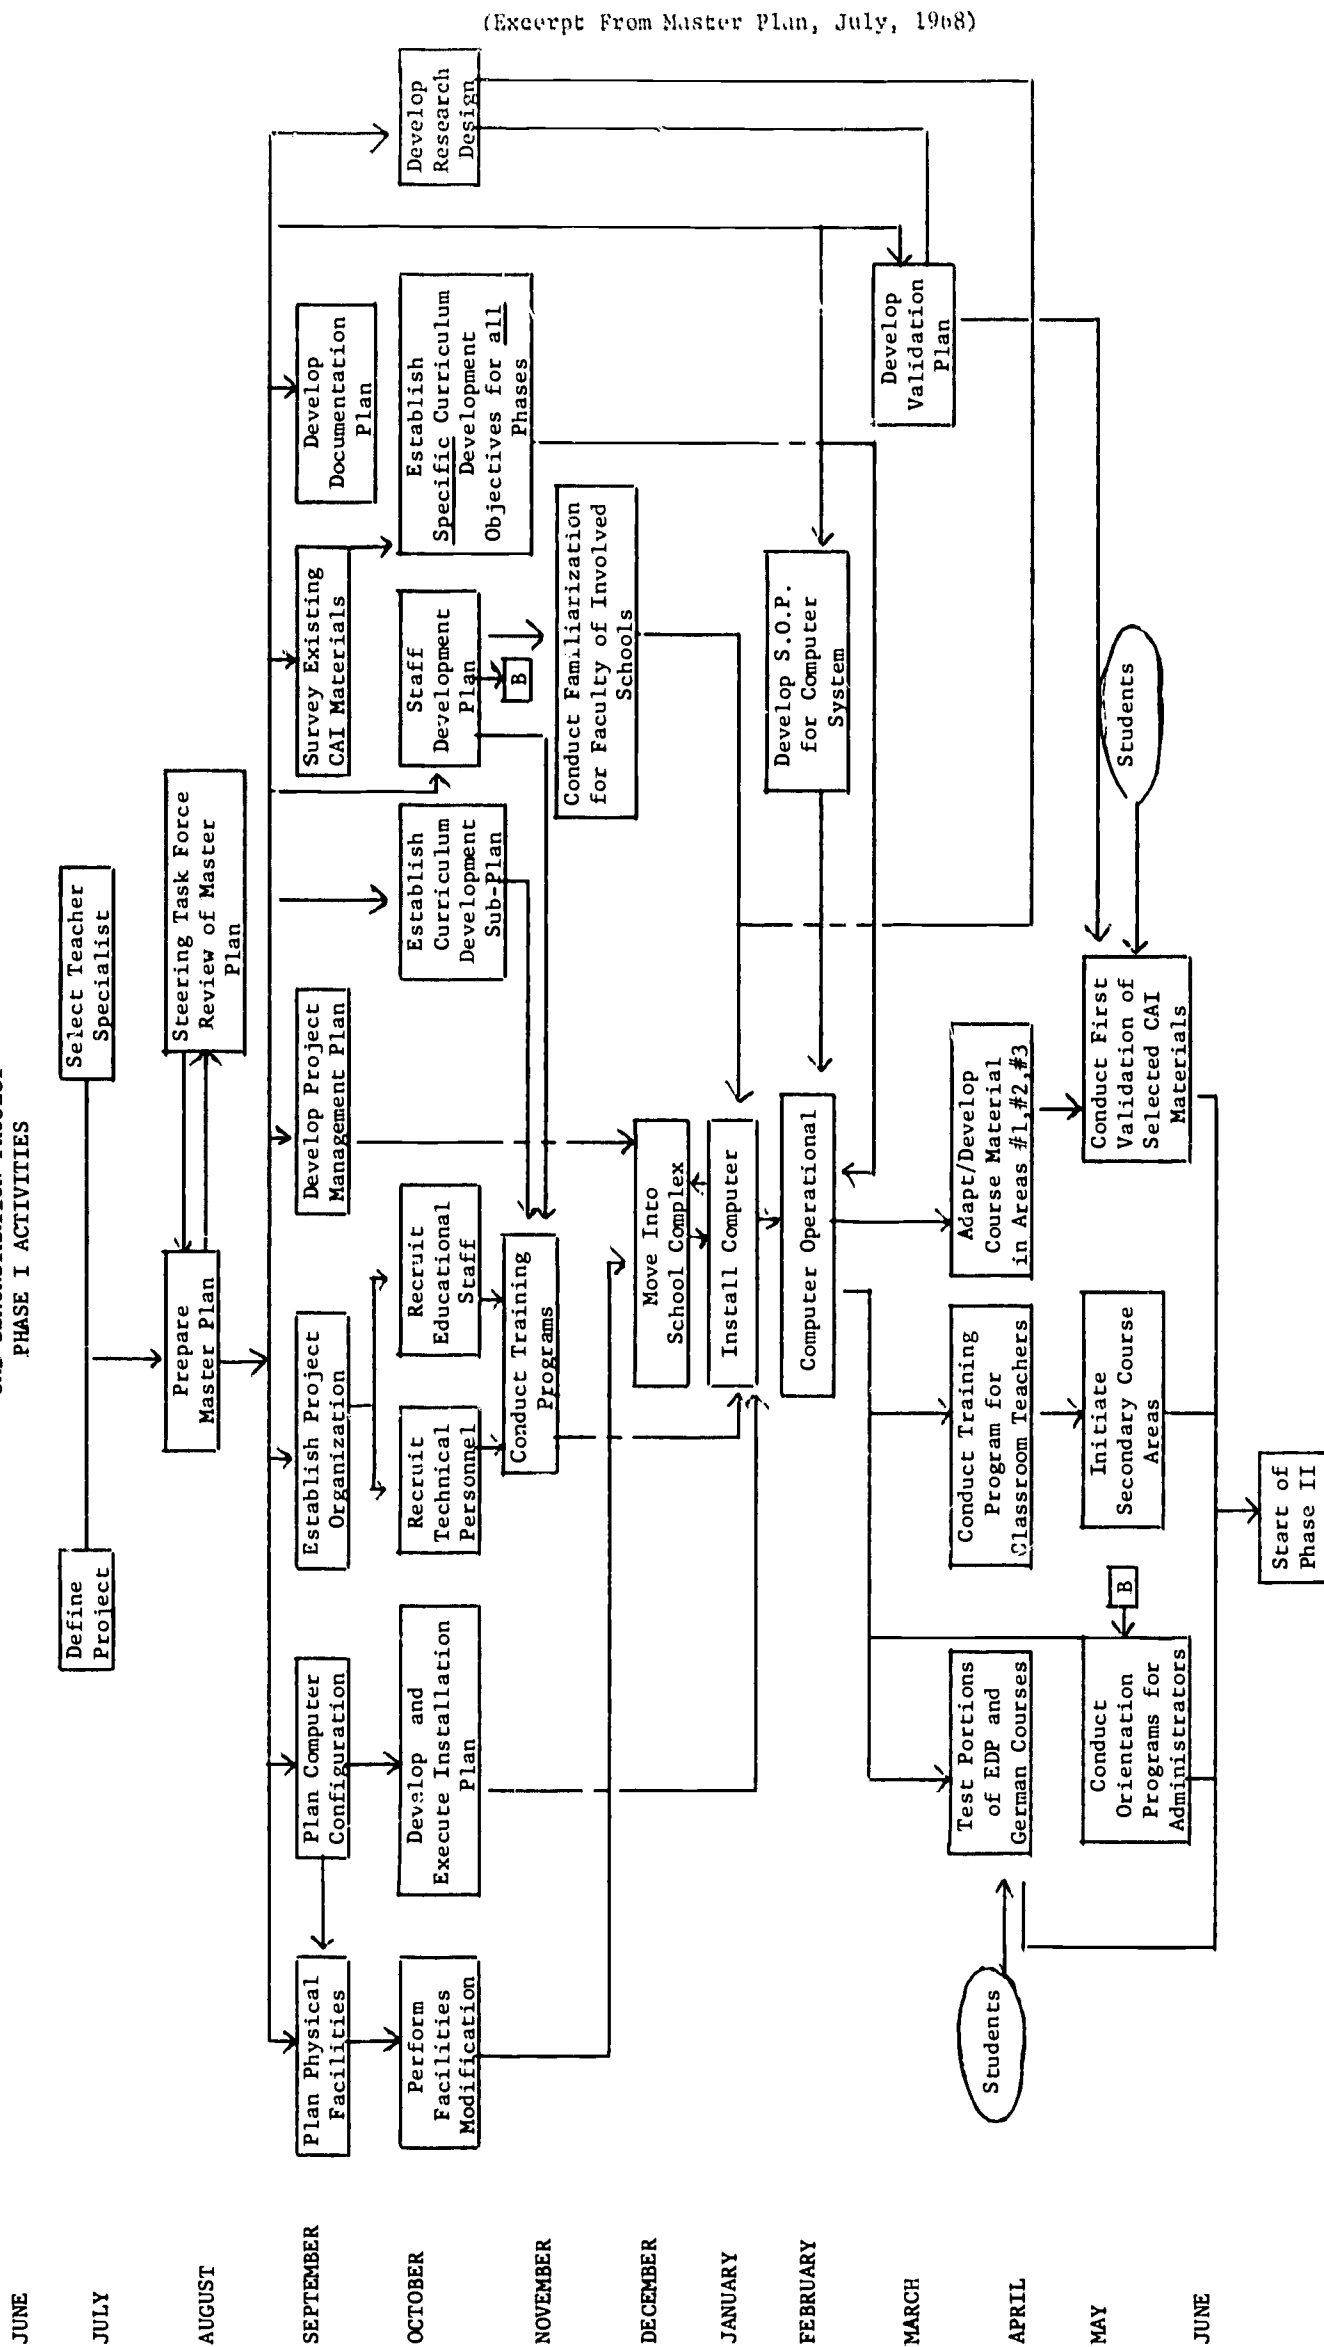 (Excerpt From Master Plan, July, 1968)
PHASE I ACTIVITIES
JUNE
JULY
Define
Project
Select Teacher
Specialist
AUGUST
Prepare
Master Plan
Steering Task Force
Review of Master
Plan
SEPTEMBER
Plan Physical
Facilities
Plan Computer
Configuration
Establish Project
Organization
Develop Project
Management Plan
Survey Existing
CAI Materials
Develop
Documentation
Plan
OCTOBER
Perform
Facilities
Modification
Develop and
Execute Installation
Plan
Recruit
Technical
Personnel
Recruit
Educational
Staff
Establish
Curriculum
Development
Sub-Plan
Staff
Development
Plan
Establish
Specific Curriculum
Development
Objectives for all
Phases
Develop
Research
Design
B
NOVEMBER
Conduct Training
Programs
Conduct Familiarization
for Faculty of Involved
Schools
DECEMBER
Move Into
School Complex
JANUARY
Install Computer
FEBRUARY
Computer Operational
Develop S.O.P.
for Computer
System
MARCH
Develop
Validation
Plan
APRIL
Students
Test Portions
of EDP and
German Courses
Conduct Training
Program for
Classroom Teachers
Adapt/Develop
Course Material
in Areas #1,#2,#3
MAY
Conduct
Orientation
Programs for
Administrators
B
Initiate
Secondary Course
Areas
Conduct First
Validation of
Selected CAI
Materials
Students
JUNE
Start of
Phase II